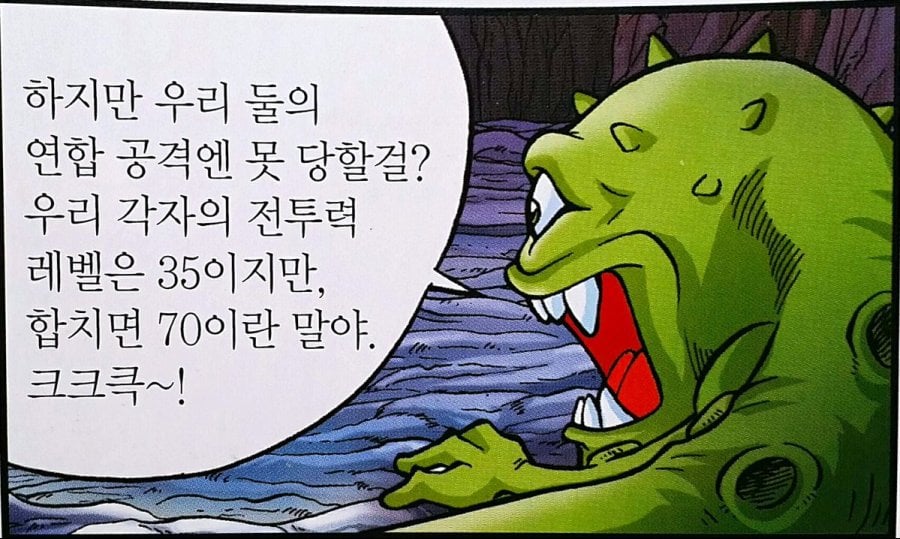 하지만 우리 둘의
연합 공격엔 못 당할걸?
우리 각자의 전투력
레벨은 35이지만,
합치면 70이란 말야.
크크큭~!